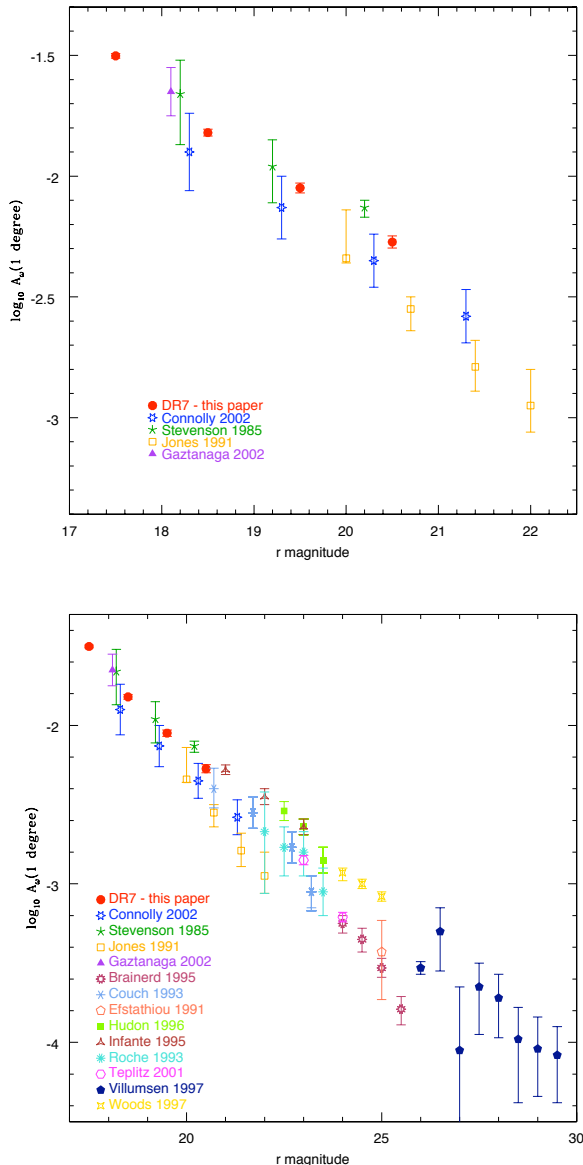 -1.5
-2
-2.5
-3
log₁₀ A_ω(1 degree)
DR7 - this paper
Connolly 2002
Stevenson 1985
Jones 1991
Gaztanaga 2002
17 18 19 20 21 22
r magnitude
-2
-3
-4
log₁₀ A_ω(1 degree)
DR7 - this paper
Connolly 2002
Stevenson 1985
Jones 1991
Gaztanaga 2002
Brainerd 1995
Couch 1993
Efstathiou 1991
Hudon 1996
Infante 1995
Roche 1993
Teplitz 2001
Villumsen 1997
Woods 1997
20 25 30
r magnitude